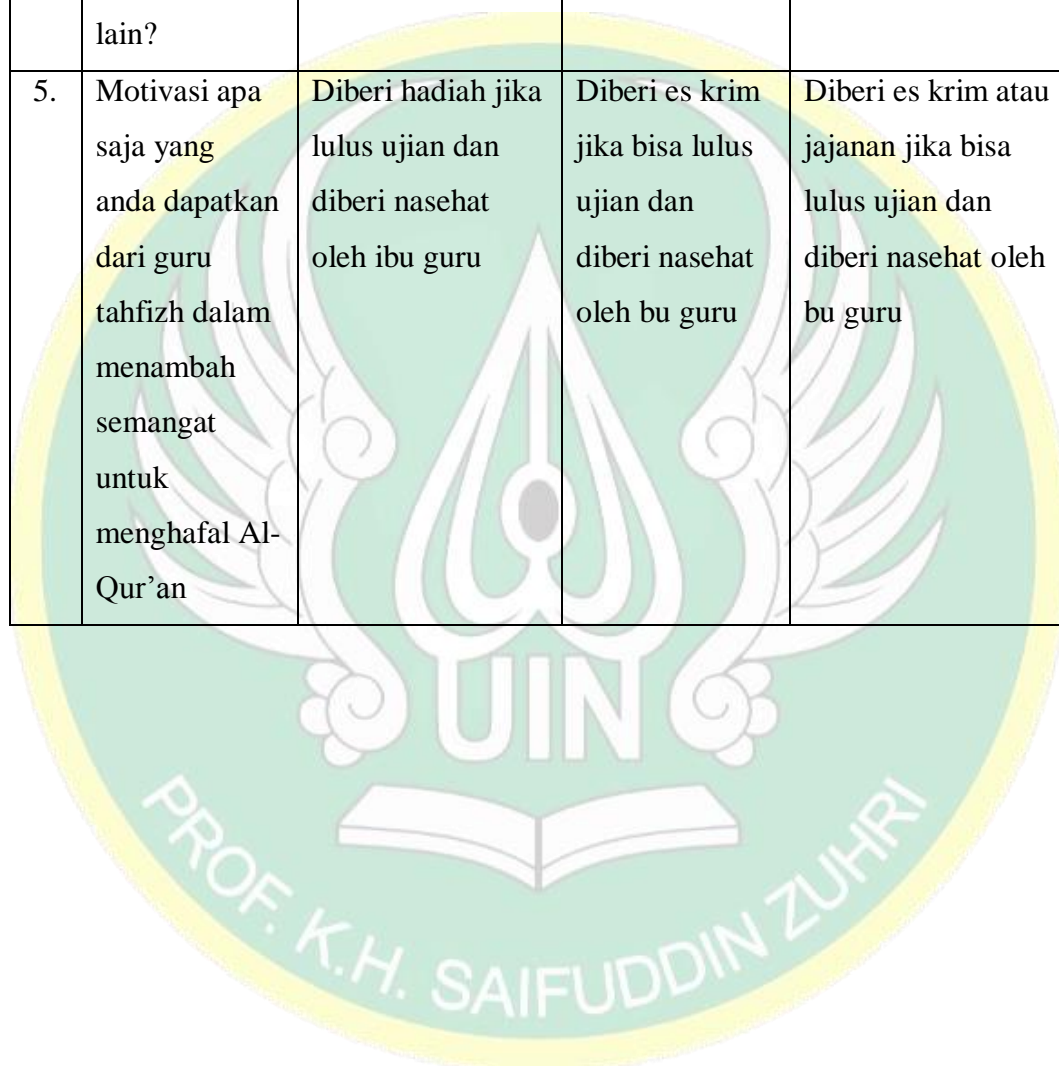 lain?
5.
Motivasi apa
saja yang
anda dapatkan
dari guru
tahfizh dalam
menambah
semangat
untuk
menghafal Al-
Qur’an
Diberi hadiah jika
lulus ujian dan
diberi nasehat
oleh ibu guru
Diberi es krim
jika bisa lulus
ujian dan
diberi nasehat
oleh bu guru
Diberi es krim atau
jajanan jika bisa
lulus ujian dan
diberi nasehat oleh
bu guru
UIN
PROF. K.H. SAIFUDDIN ZUHRI